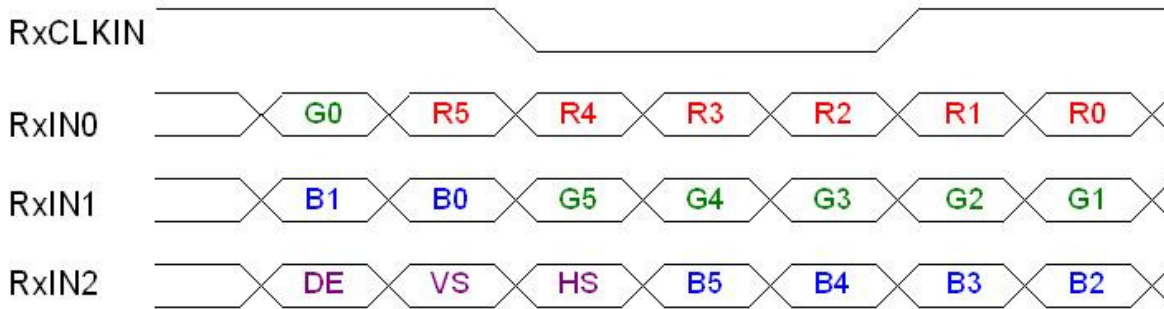 RxCLKIN
RxIN0 G0 R5 R4 R3 R2 R1 R0
RxIN1 B1 B0 G5 G4 G3 G2 G1
RxIN2 DE VS HS B5 B4 B3 B2